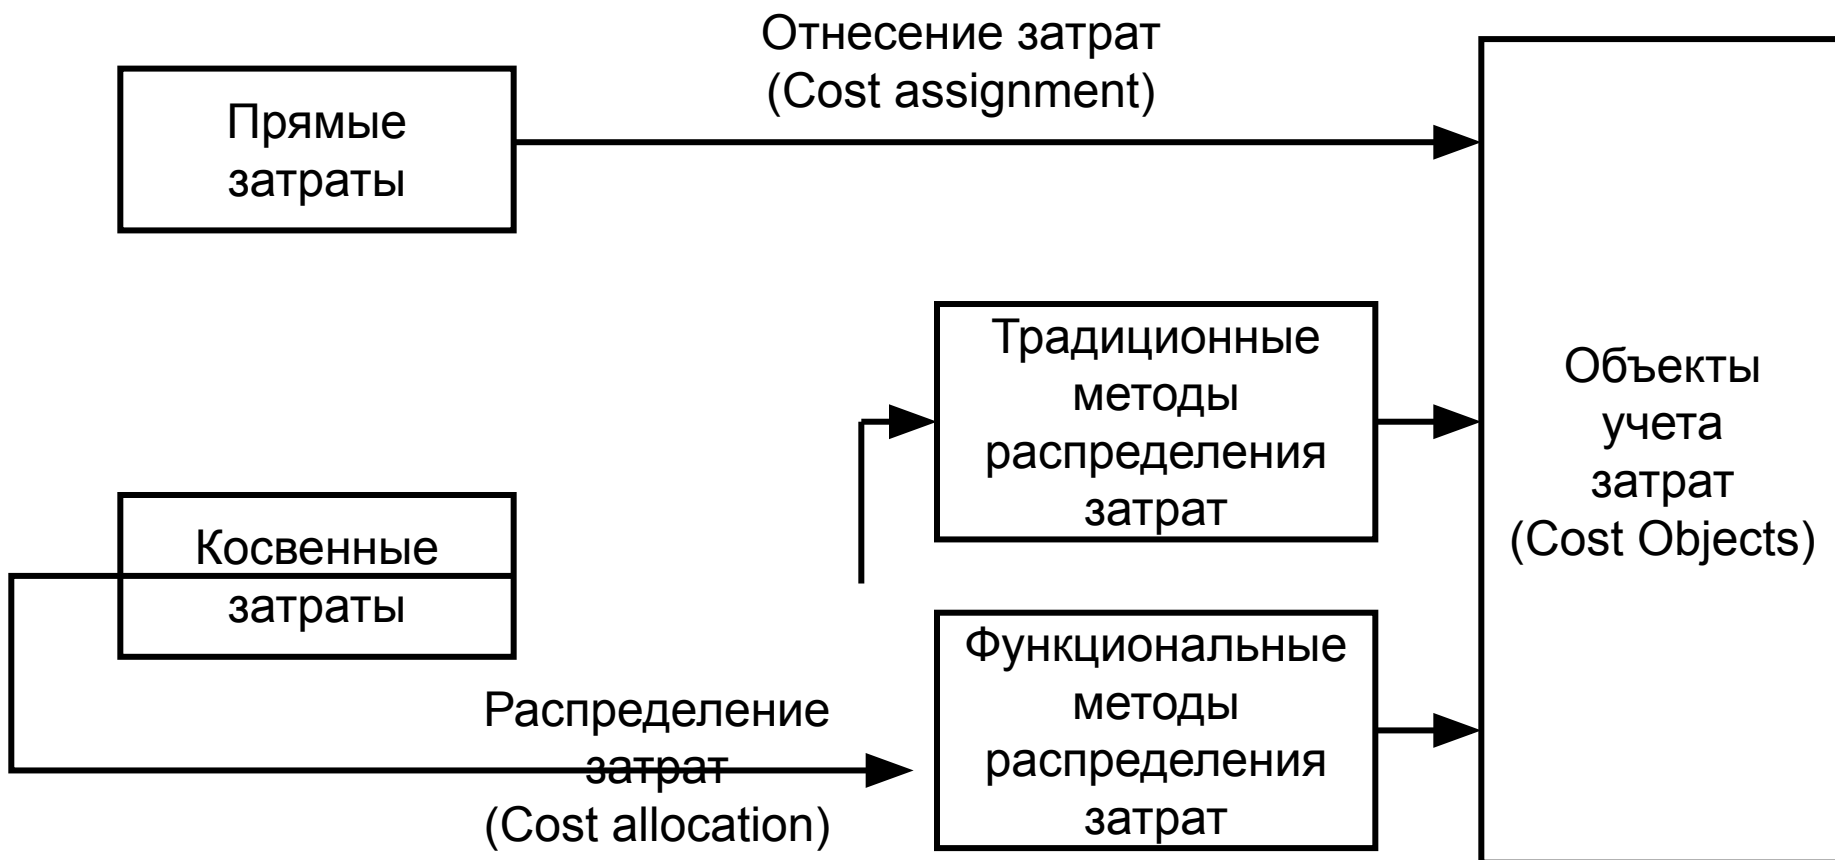 Отнесение затрат
(Cost assignment)
Прямые
затраты
Традиционные
методы
распределения
затрат
Объекты
учета
затрат
(Cost Objects)
Косвенные
затраты
Распределение
затрат
(Cost allocation)
Функциональные
методы
распределения
затрат